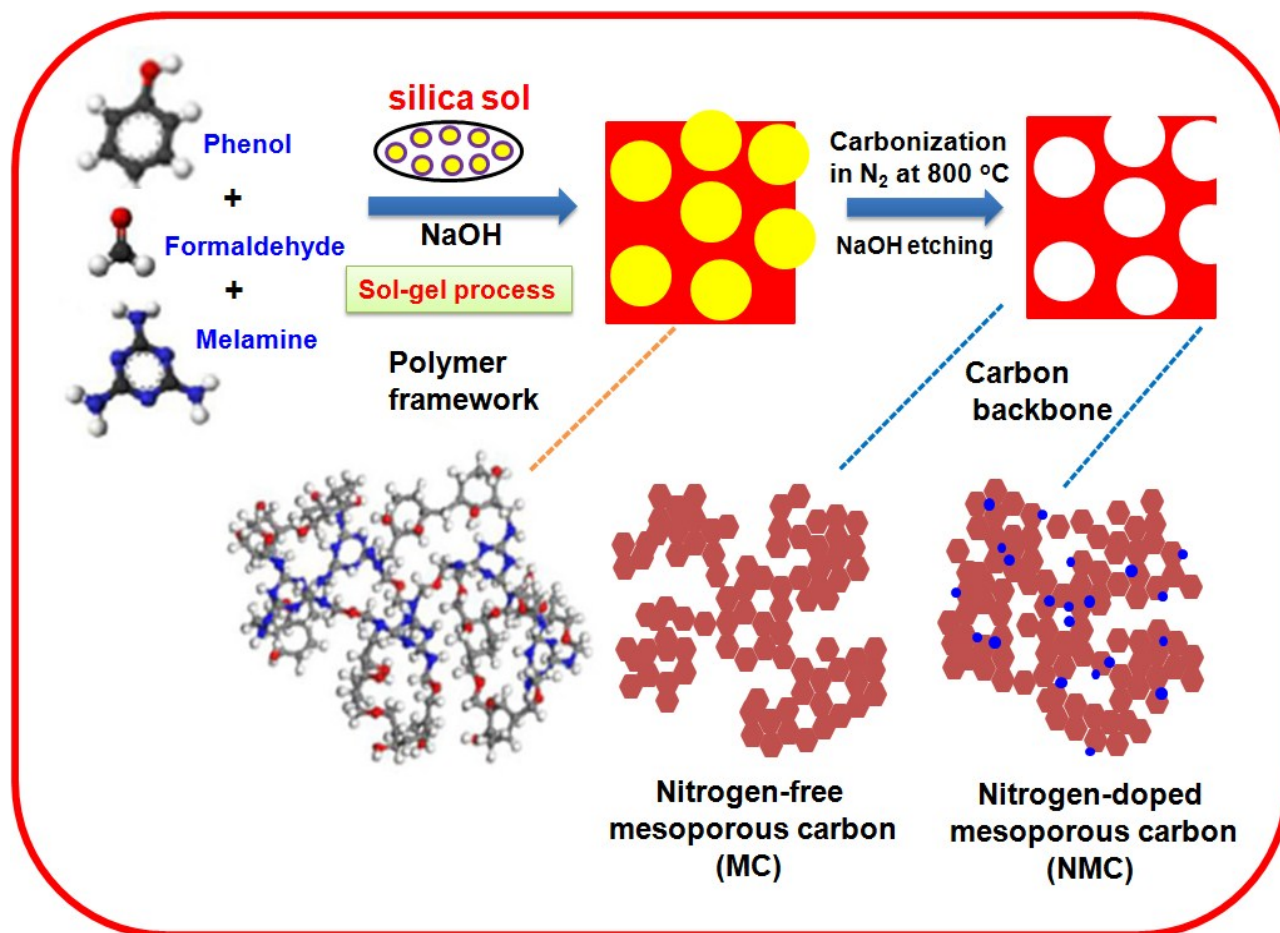 Phenol
+
Formaldehyde
+
Melamine
silica sol
NaOH
Sol-gel process
Carbonization
in N₂ at 800 °C
NaOH etching
Polymer
framework
Carbon
backbone
Nitrogen-free
mesoporous carbon
(MC)
Nitrogen-doped
mesoporous carbon
(NMC)